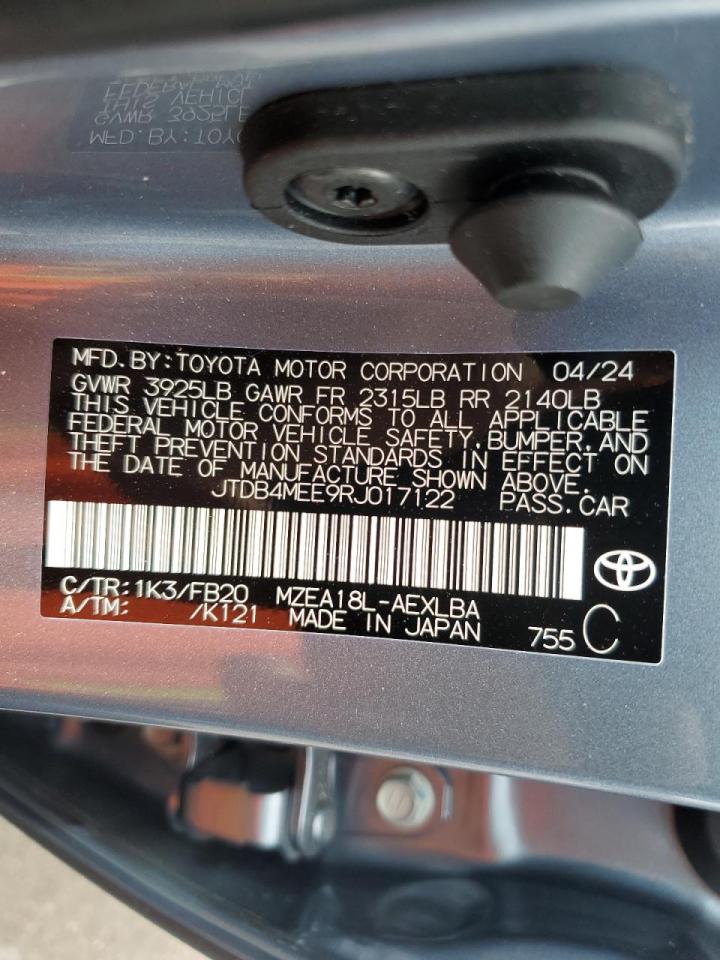 MFD.BY:TOYOTA MOTOR CORPORATION 04/24
GVWR 3925LB GAWR FR 2315LB RR 2140LB
THIS VEHICLE CONFORMS TO ALL APPLICABLE
FEDERAL MOTOR VEHICLE SAFETY,BUMPER,AND
THEFT PREVENTION STANDARDS IN EFFECT ON
THE DATE OF MANUFACTURE SHOWN ABOVE.
JTDB4MEE9RJ017122 PASS.CAR
C/TR:1K3/FB20 MZEA18L-AEXLBA
A/TM: /K121 MADE IN JAPAN 755 C